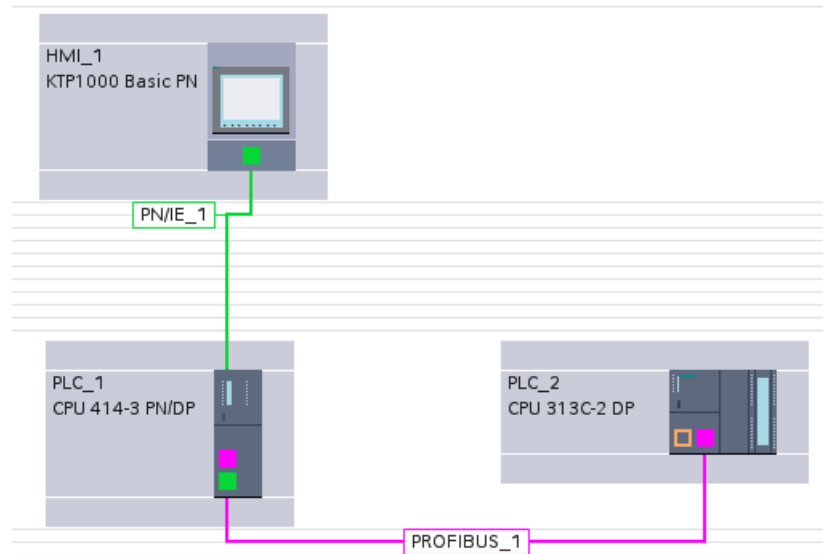 HMI_1
KTP1000 Basic PN
PN/IE_1
PLC_1
CPU 414-3 PN/DP
PLC_2
CPU 313C-2 DP
PROFIBUS_1